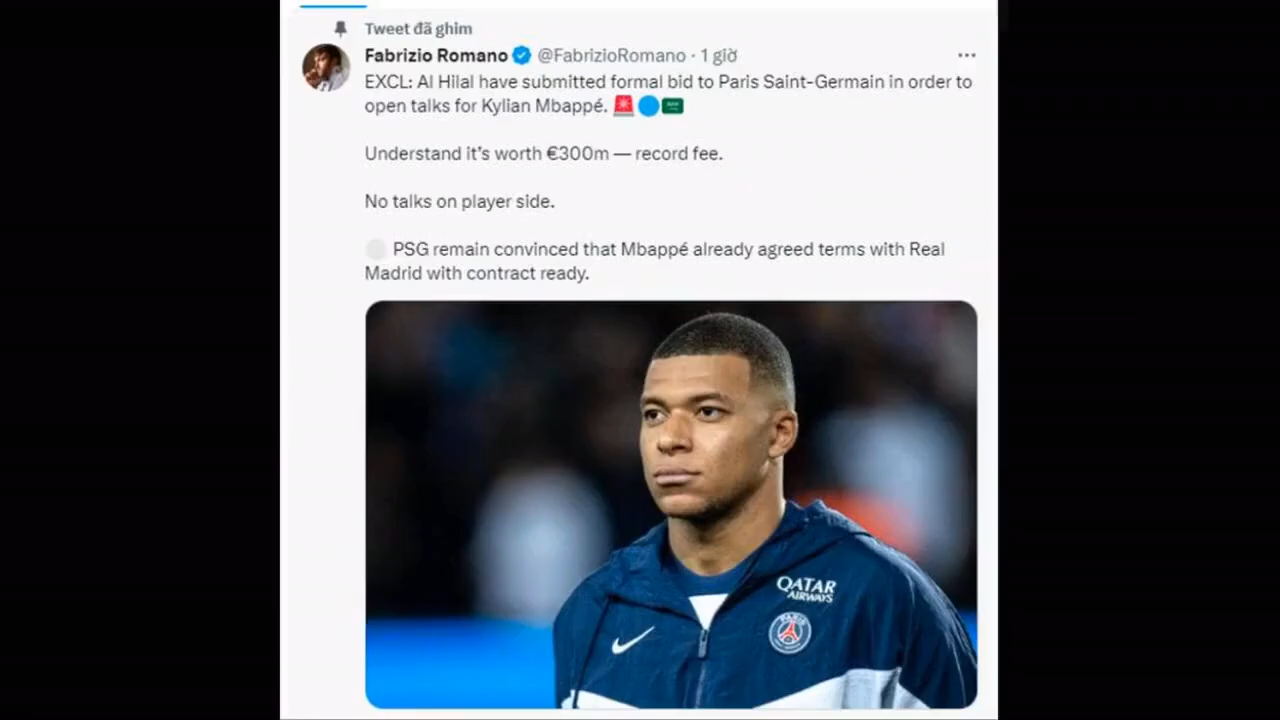 Tweet đã ghim
Fabrizio Romano @FabrizioRomano · 1 giờ
EXCL: Al Hilal have submitted formal bid to Paris Saint-Germain in order to
open talks for Kylian Mbappé. 🚨🔵🇸🇦
Understand it’s worth €300m — record fee.
No talks on player side.
⚪️ PSG remain convinced that Mbappé already agreed terms with Real
Madrid with contract ready.
QATAR
AIRWAYS
PARIS